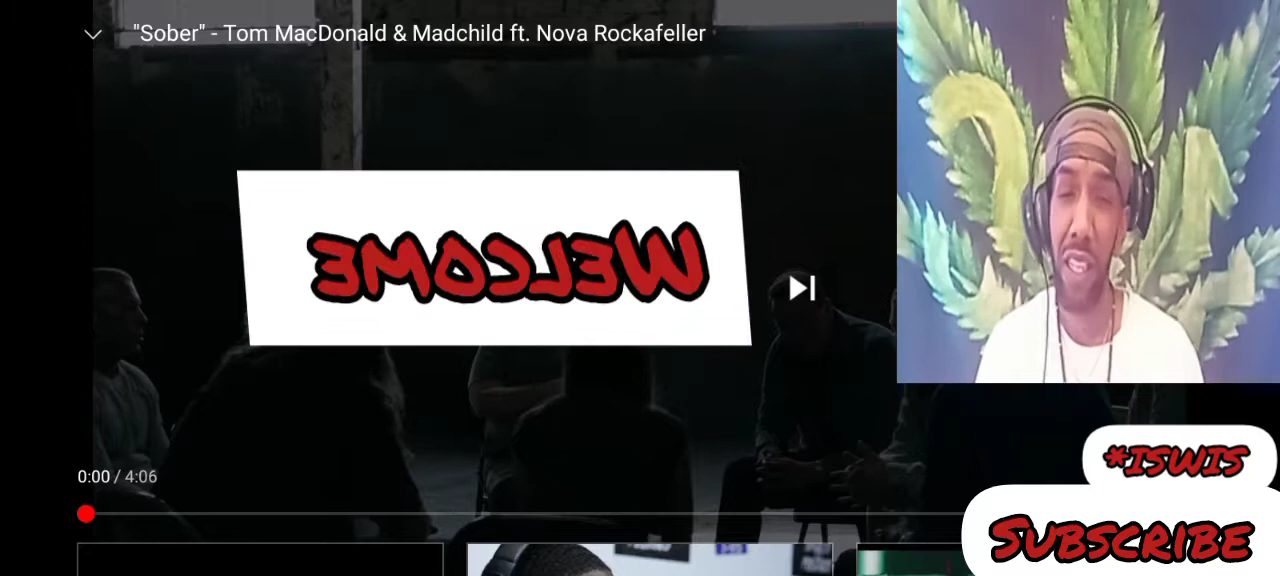 "Sober" - Tom MacDonald & Madchild ft. Nova Rockafeller
WELCOME
0:00 / 4:06
*ISWIS
SUBSCRIBE